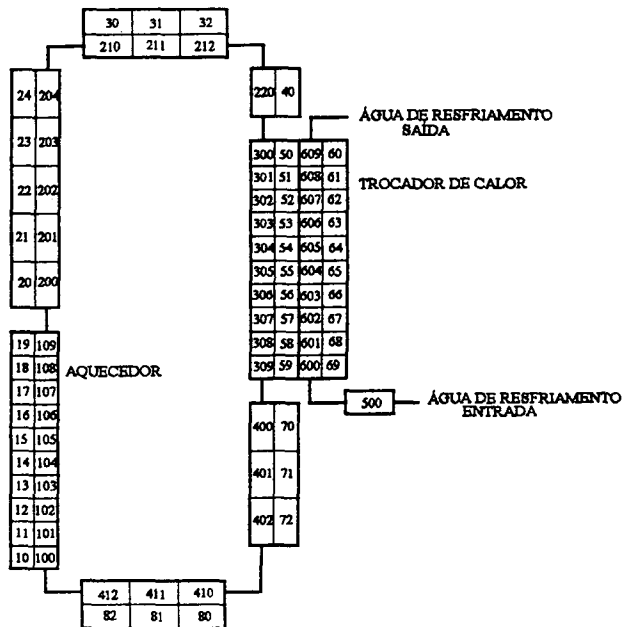 30 31 32
210 211 212
24 204
23 203
22 202
21 201
20 200
220 40
ÁGUA DE RESFRIAMENTO
SAÍDA
300 50 609 60
301 51 608 61
302 52 607 62
303 53 606 63
304 54 605 64
305 55 604 65
306 56 603 66
307 57 602 67
308 58 601 68
309 59 600 69
TROCADOR DE CALOR
19 109
18 108
17 107
16 106
15 105
14 104
13 103
12 102
11 101
10 100
AQUECEDOR
500
ÁGUA DE RESFRIAMENTO
ENTRADA
400 70
401 71
402 72
412 411 410
82 81 80